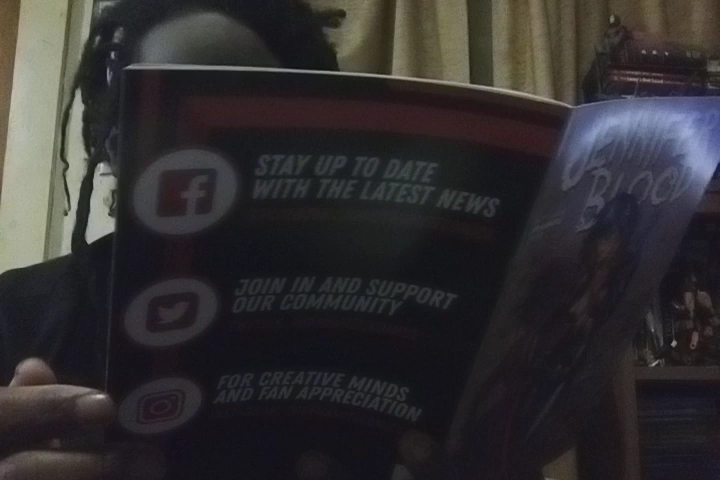 STAY UP TO DATE
WITH THE LATEST NEWS
JOIN IN AND SUPPORT
OUR COMMUNITY
FOR CREATIVE MINDS
AND FAN APPRECIATION
JENNIFER
BLOOD